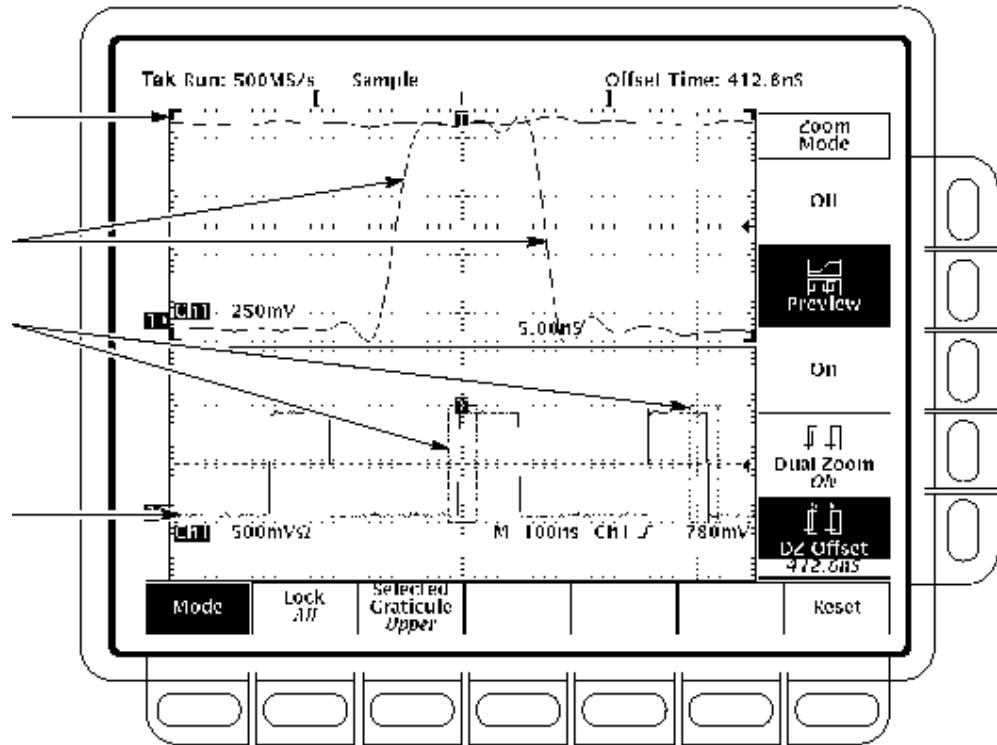 Tek Run: 500MS/s Sample Offset Time: 412.6nS
Zoom
Mode
Off
Preview
Ch1 250mV 5.00nS
On
Dual Zoom
ON
Ch1 500mVΩ M 100ns Ch1 780mV
DZ Offset
412.6nS
Mode
Lock
All
Selected
Graticule
Upper
Reset